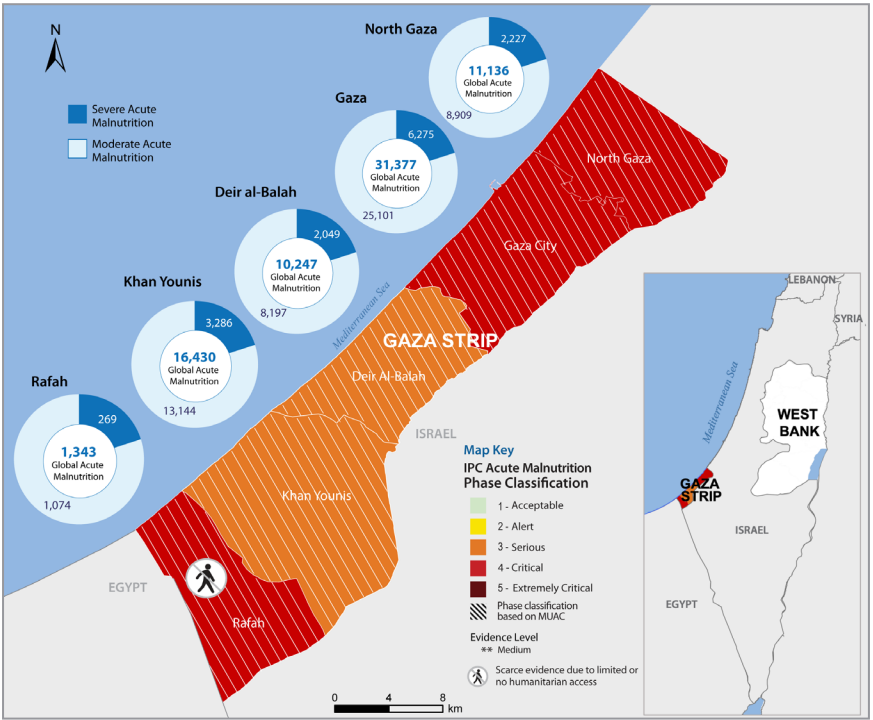 N
Severe Acute
Malnutrition
Moderate Acute
Malnutrition
North Gaza
2,227
11,136
Global Acute
Malnutrition
8,909
Gaza
6,275
31,377
Global Acute
Malnutrition
25,101
Deir al-Balah
2,049
10,247
Global Acute
Malnutrition
8,197
Khan Younis
3,286
16,430
Global Acute
Malnutrition
13,144
Rafah
269
1,343
Global Acute
Malnutrition
1,074
Mediterranean Sea
North Gaza
Gaza City
GAZA STRIP
Deir Al-Balah
Khan Younis
Rafah
ISRAEL
EGYPT
Map Key
IPC Acute Malnutrition
Phase Classification
1 - Acceptable
2 - Alert
3 - Serious
4 - Critical
5 - Extremely Critical
Phase classification
based on MUAC
Evidence Level
** Medium
Scarce evidence due to limited or
no humanitarian access
0 4 8
km
LEBANON
SYRIA
Mediterranean Sea
WEST
BANK
GAZA
STRIP
ISRAEL
EGYPT